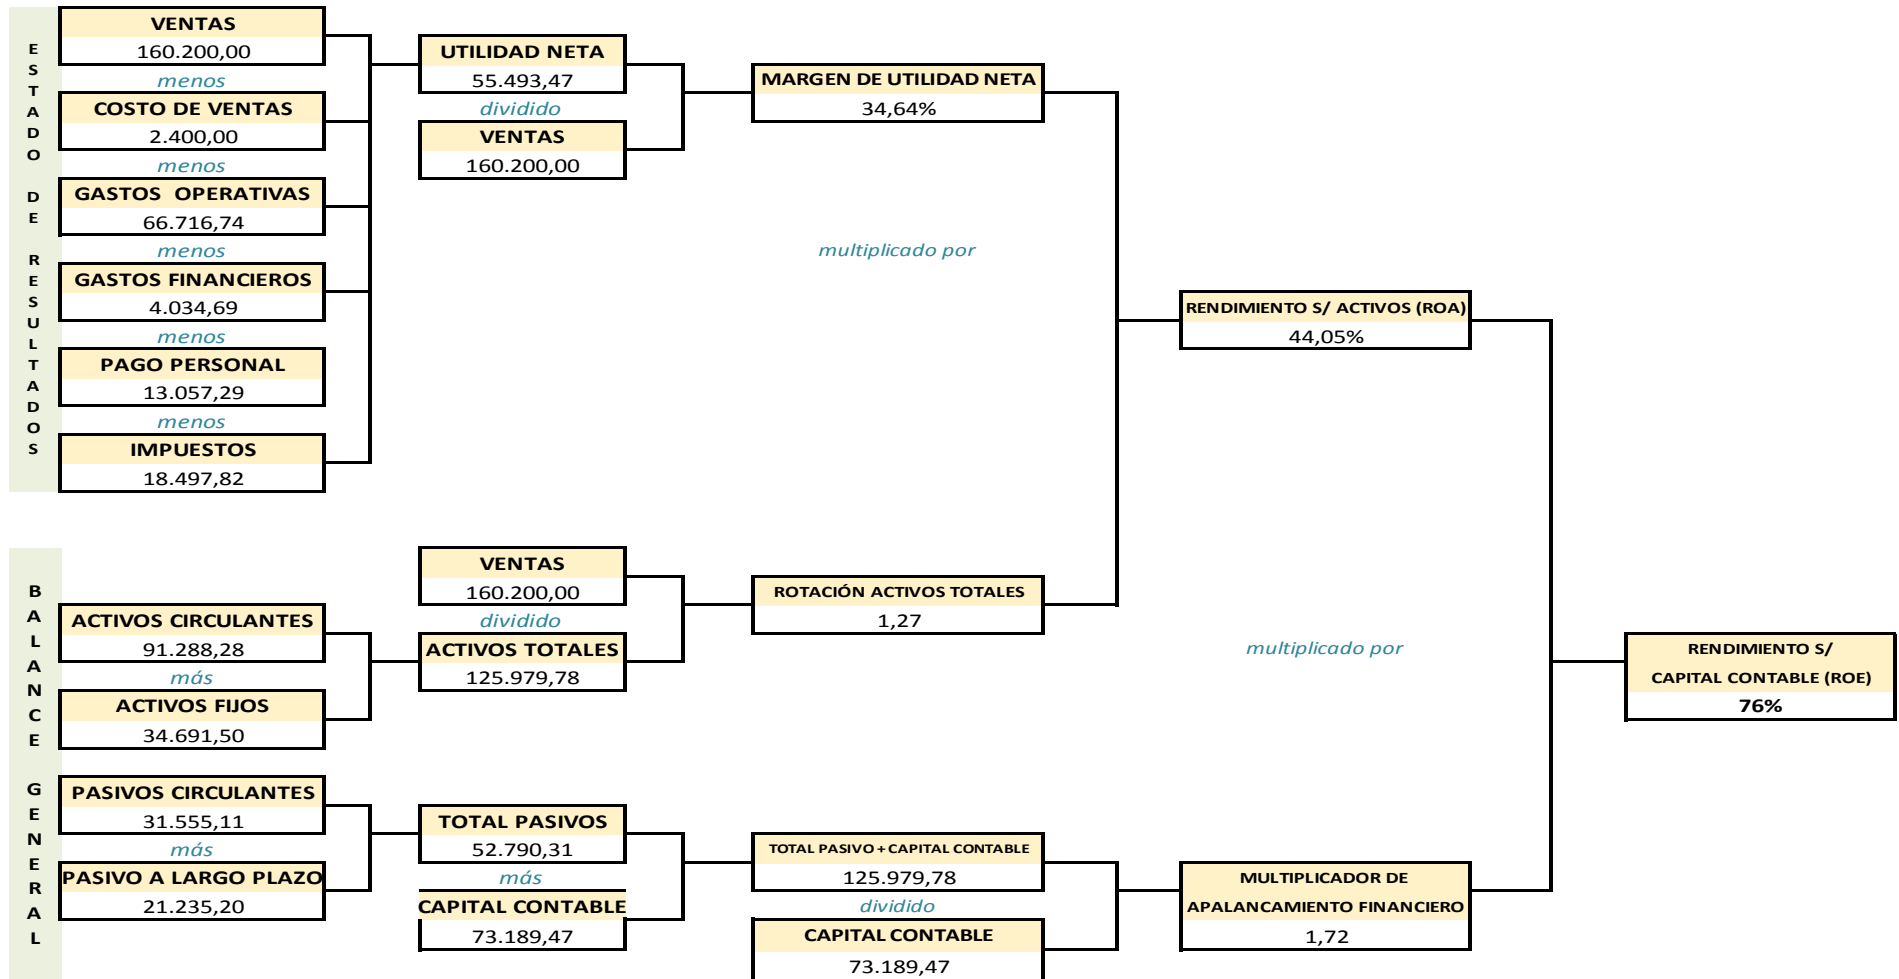 ESTADO DE RESULTADOS
VENTAS
160.200,00
menos
COSTO DE VENTAS
2.400,00
menos
GASTOS OPERATIVAS
66.716,74
menos
GASTOS FINANCIEROS
4.034,69
menos
PAGO PERSONAL
13.057,29
menos
IMPUESTOS
18.497,82
UTILIDAD NETA
55.493,47
dividido
VENTAS
160.200,00
MARGEN DE UTILIDAD NETA
34,64%
multiplicado por
RENDIMIENTO S/ ACTIVOS (ROA)
44,05%
BALANCE GENERAL
ACTIVOS CIRCULANTES
91.288,28
más
ACTIVOS FIJOS
34.691,50
VENTAS
160.200,00
dividido
ACTIVOS TOTALES
125.979,78
ROTACIÓN ACTIVOS TOTALES
1,27
multiplicado por
RENDIMIENTO S/
CAPITAL CONTABLE (ROE)
76%
PASIVOS CIRCULANTES
31.555,11
más
PASIVO A LARGO PLAZO
21.235,20
TOTAL PASIVOS
52.790,31
más
CAPITAL CONTABLE
73.189,47
TOTAL PASIVO + CAPITAL CONTABLE
125.979,78
dividido
CAPITAL CONTABLE
73.189,47
MULTIPLICADOR DE
APALANCAMIENTO FINANCIERO
1,72